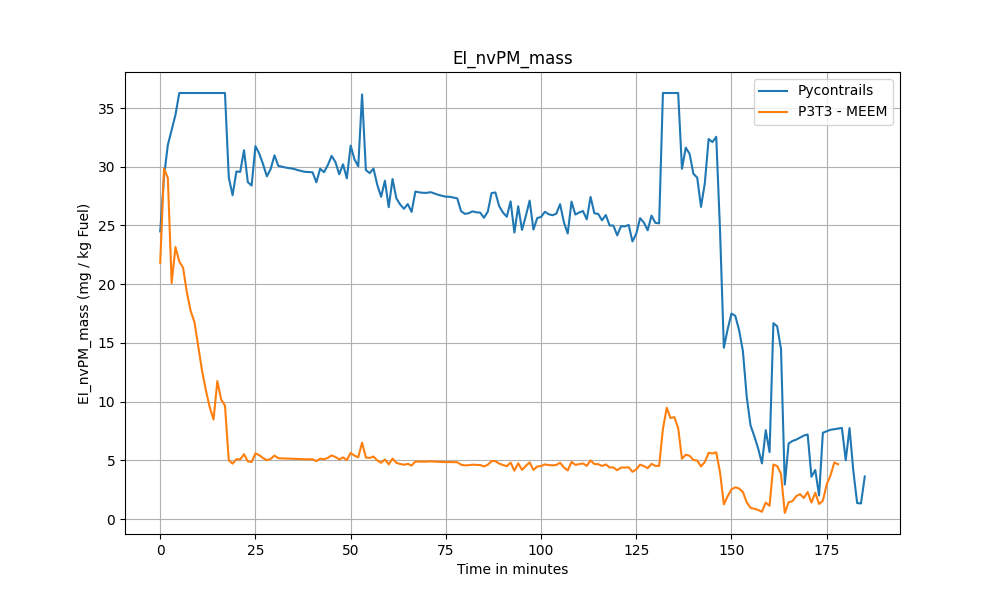 EI_nvPM_mass
Pycontrails
P3T3 - MEEM
EI_nvPM_mass (mg / kg Fuel)
35
30
25
20
15
10
5
0
0 25 50 75 100 125 150 175
Time in minutes